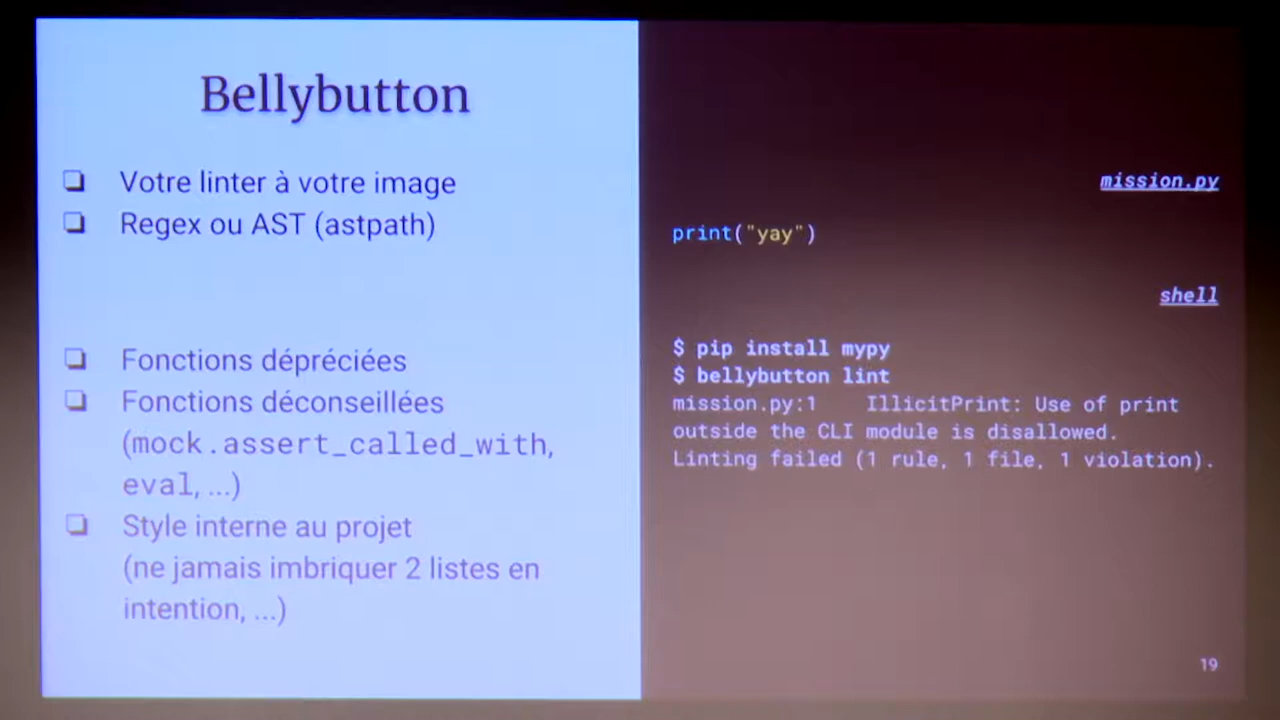 Bellybutton
❏ Votre linter à votre image
❏ Regex ou AST (astpath)
❏ Fonctions dépréciées
❏ Fonctions déconseillées
(mock.assert_called_with,
eval, ...)
❏ Style interne au projet
(ne jamais imbriquer 2 listes en
intention, ...)
mission.py
print("yay")
shell
$ pip install mypy
$ bellybutton lint
mission.py:1 IllicitPrint: Use of print
outside the CLI module is disallowed.
Linting failed (1 rule, 1 file, 1 violation).
19